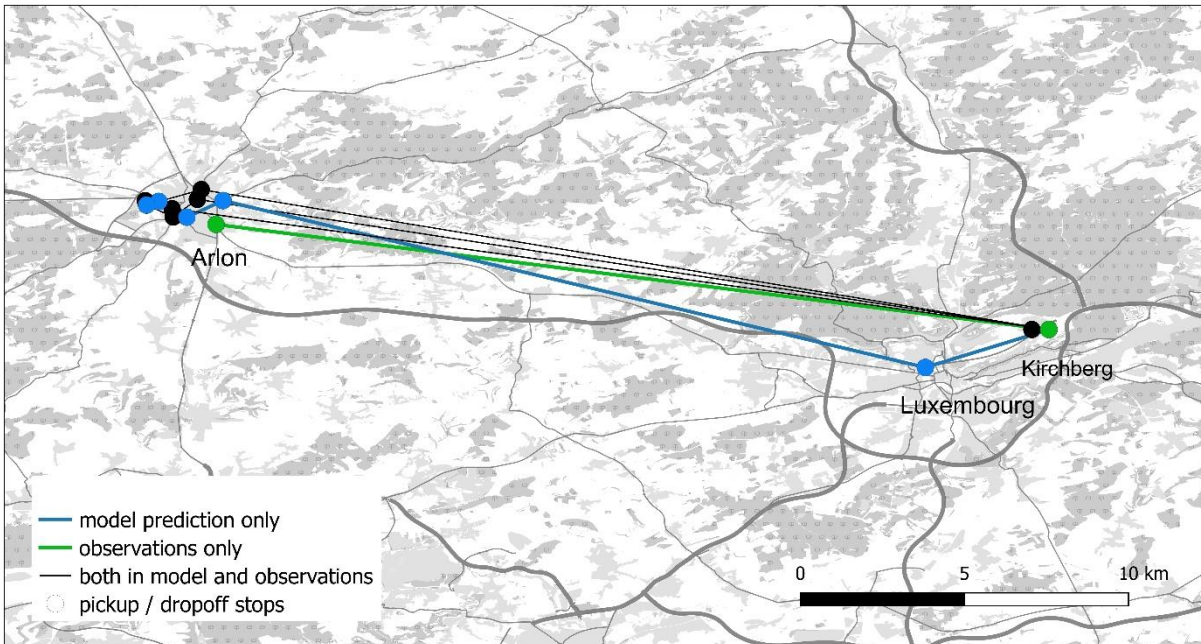 Arlon
Kirchberg
Luxembourg
model prediction only
observations only
both in model and observations
pickup / dropoff stops
0 5 10 km